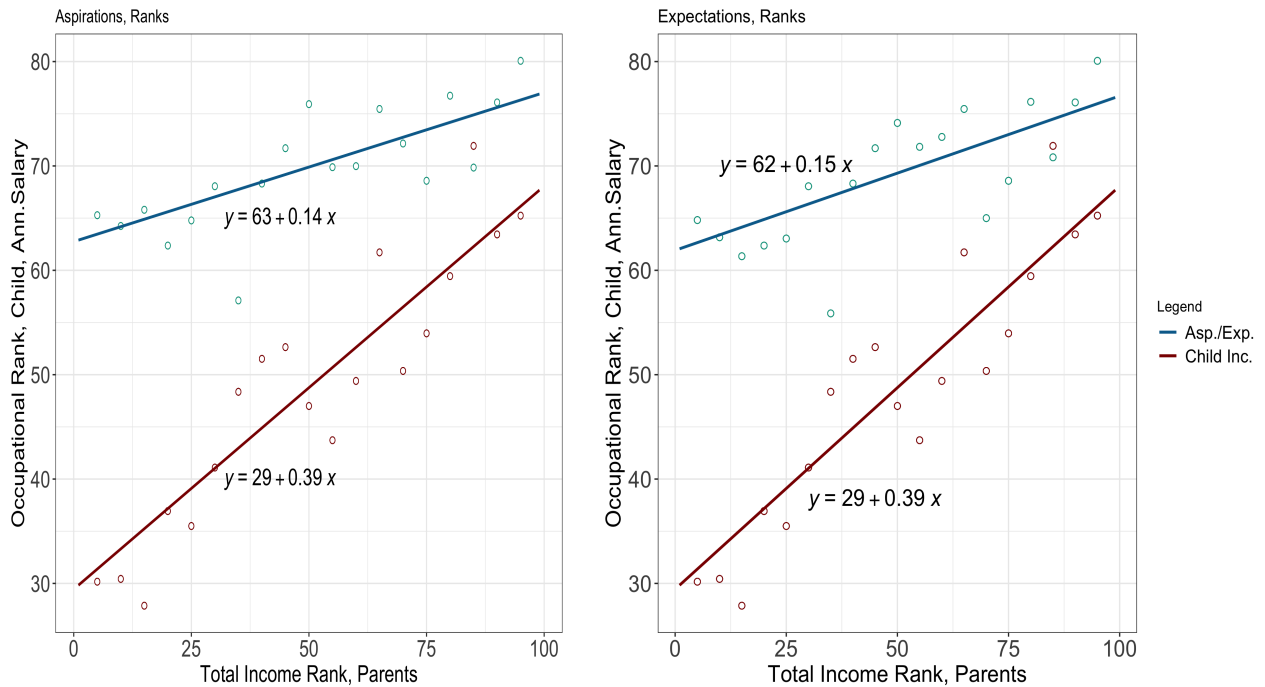 Aspirations, Ranks
Occupational Rank, Child, Ann.Salary
80
70
60
50
40
30
y = 63 + 0.14 x
y = 29 + 0.39 x
0 25 50 75 100
Total Income Rank, Parents
Expectations, Ranks
Occupational Rank, Child, Ann.Salary
80
70
60
50
40
30
y = 62 + 0.15 x
y = 29 + 0.39 x
0 25 50 75 100
Total Income Rank, Parents
Legend
Asp./Exp.
Child Inc.